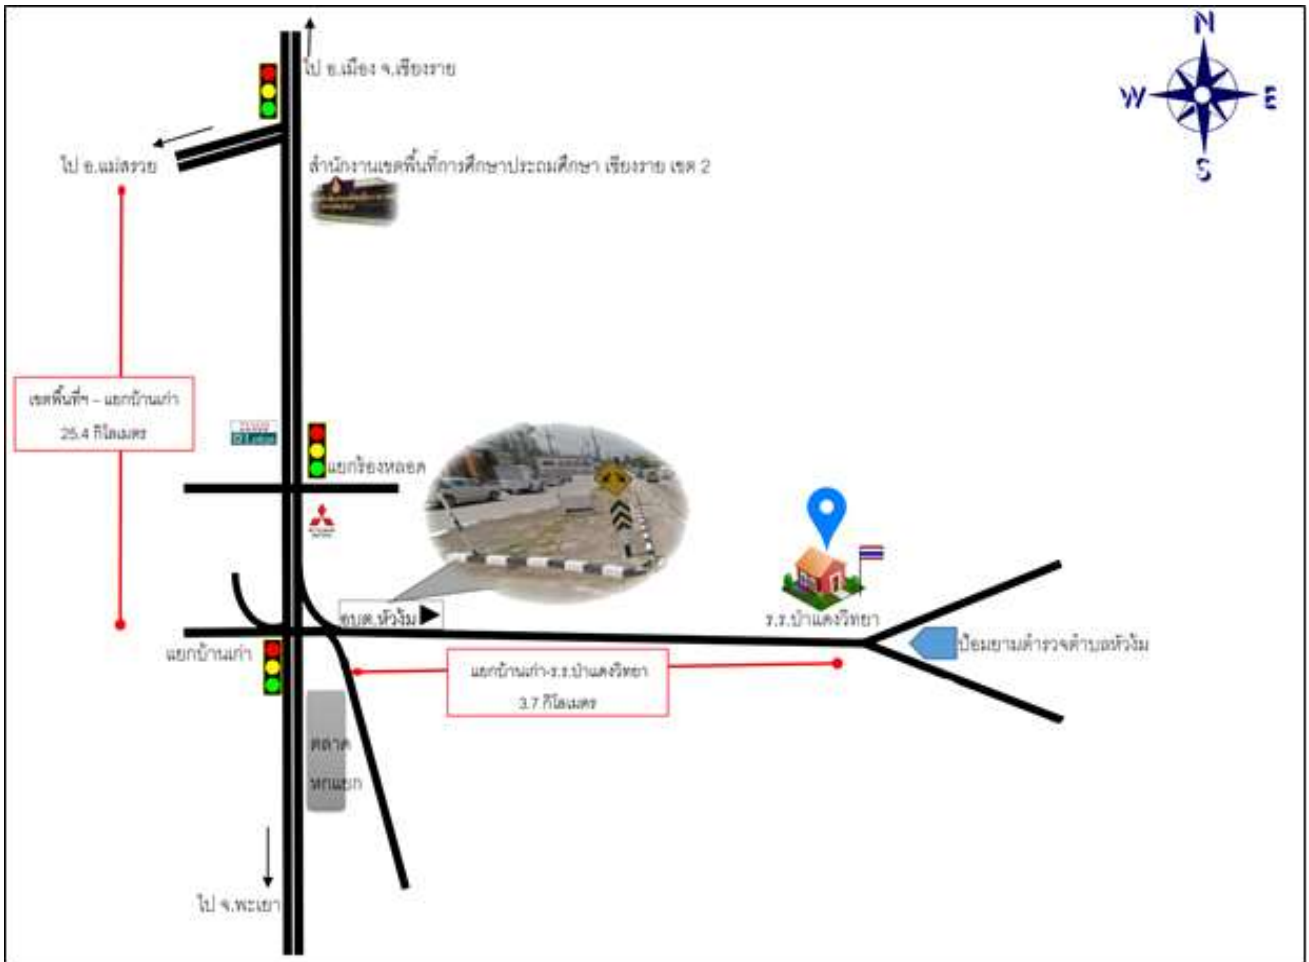 N
ไป อ.เมือง จ.เชียงราย
W
E
ไป อ.แม่สรวย
สำนักงานเขตพื้นที่การศึกษาประถมศึกษา เชียงราย เขต 2
S
เขตพื้นที่ฯ – แยกบ้านเก่า
25.4 กิโลเมตร
แยกร้องหลอด
อบต.หัวง้ม
ร.ร.ป่าแดงวิทยา
ป้อมยามตำรวจตำบลหัวง้ม
แยกบ้านเก่า
แยกบ้านเก่า-ร.ร.ป่าแดงวิทยา
3.7 กิโลเมตร
ตลาด
หกแยก
ไป จ.พะเยา